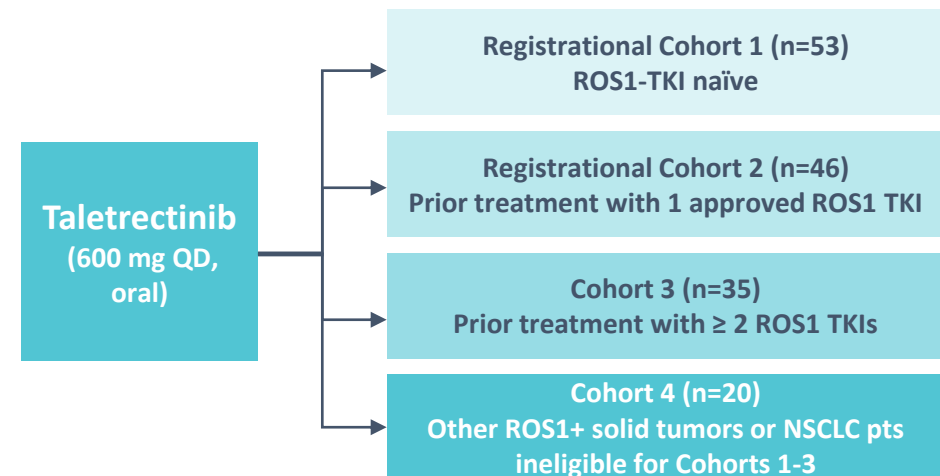 Taletrectinib
(600 mg QD,
oral)
Registrational Cohort 1 (n=53)
ROS1-TKI naïve
Registrational Cohort 2 (n=46)
Prior treatment with 1 approved ROS1 TKI
Cohort 3 (n=35)
Prior treatment with ≥ 2 ROS1 TKIs
Cohort 4 (n=20)
Other ROS1+ solid tumors or NSCLC pts
ineligible for Cohorts 1-3